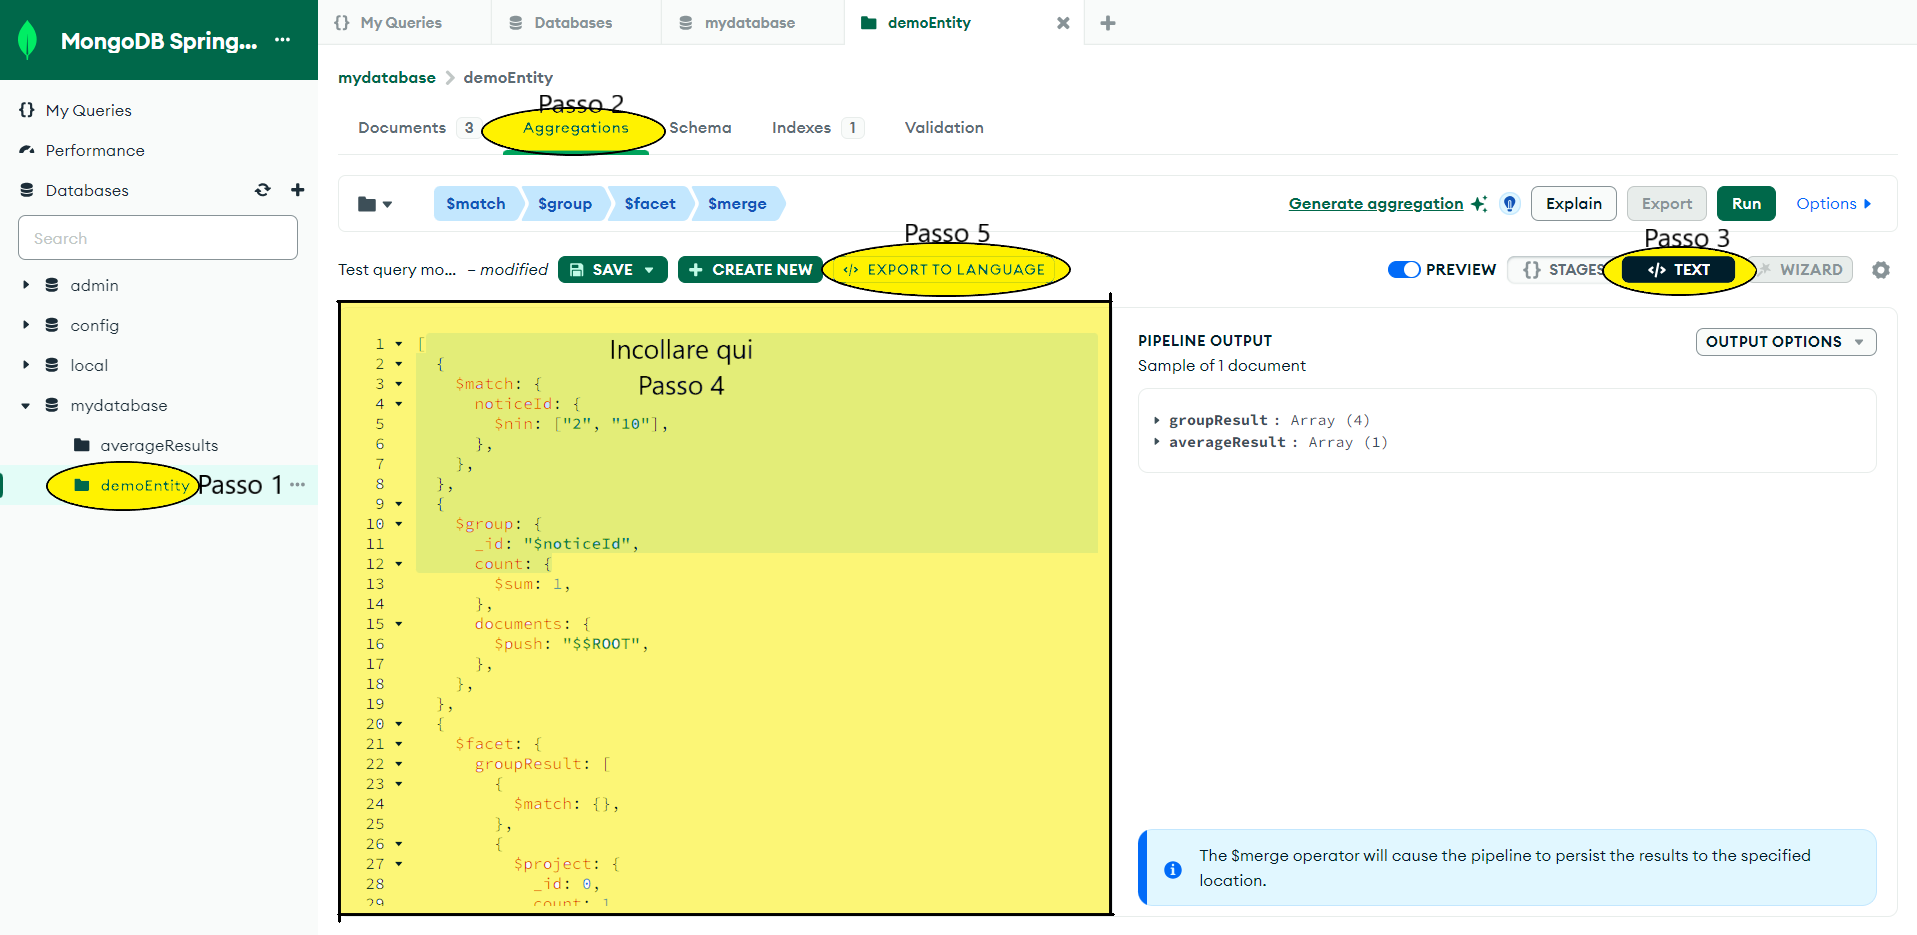 MongoDB Spring... ···
My Queries
Databases
mydatabase
demoEntity
My Queries
Performance
Databases
Search
admin
config
local
mydatabase
averageResults
demoEntity
Passo 1 ···
mydatabase > demoEntity
Passo 2
Documents 3 Aggregations Schema Indexes 1 Validation
$match $group $facet $merge
Generate aggregation Explain Export Run Options
Passo 5
Passo 3
Test query mo... – modified SAVE + CREATE NEW </> EXPORT TO LANGUAGE
PREVIEW {} STAGES </> TEXT WIZARD
Incollare qui
Passo 4
1 [
2 {
3 $match: {
4 noticeId: {
5 $nin: ["2", "10"],
6 },
7 },
8 },
9 {
10 $group: {
11 _id: "$noticeId",
12 count: {
13 $sum: 1,
14 },
15 documents: {
16 $push: "$$ROOT",
17 },
18 },
19 },
20 {
21 $facet: {
22 groupResult: [
23 {
24 $match: {},
25 },
26 {
27 $project: {
28 _id: 0,
29 count: 1
PIPELINE OUTPUT
Sample of 1 document
OUTPUT OPTIONS
groupResult : Array (4)
averageResult : Array (1)
The $merge operator will cause the pipeline to persist the results to the specified
location.